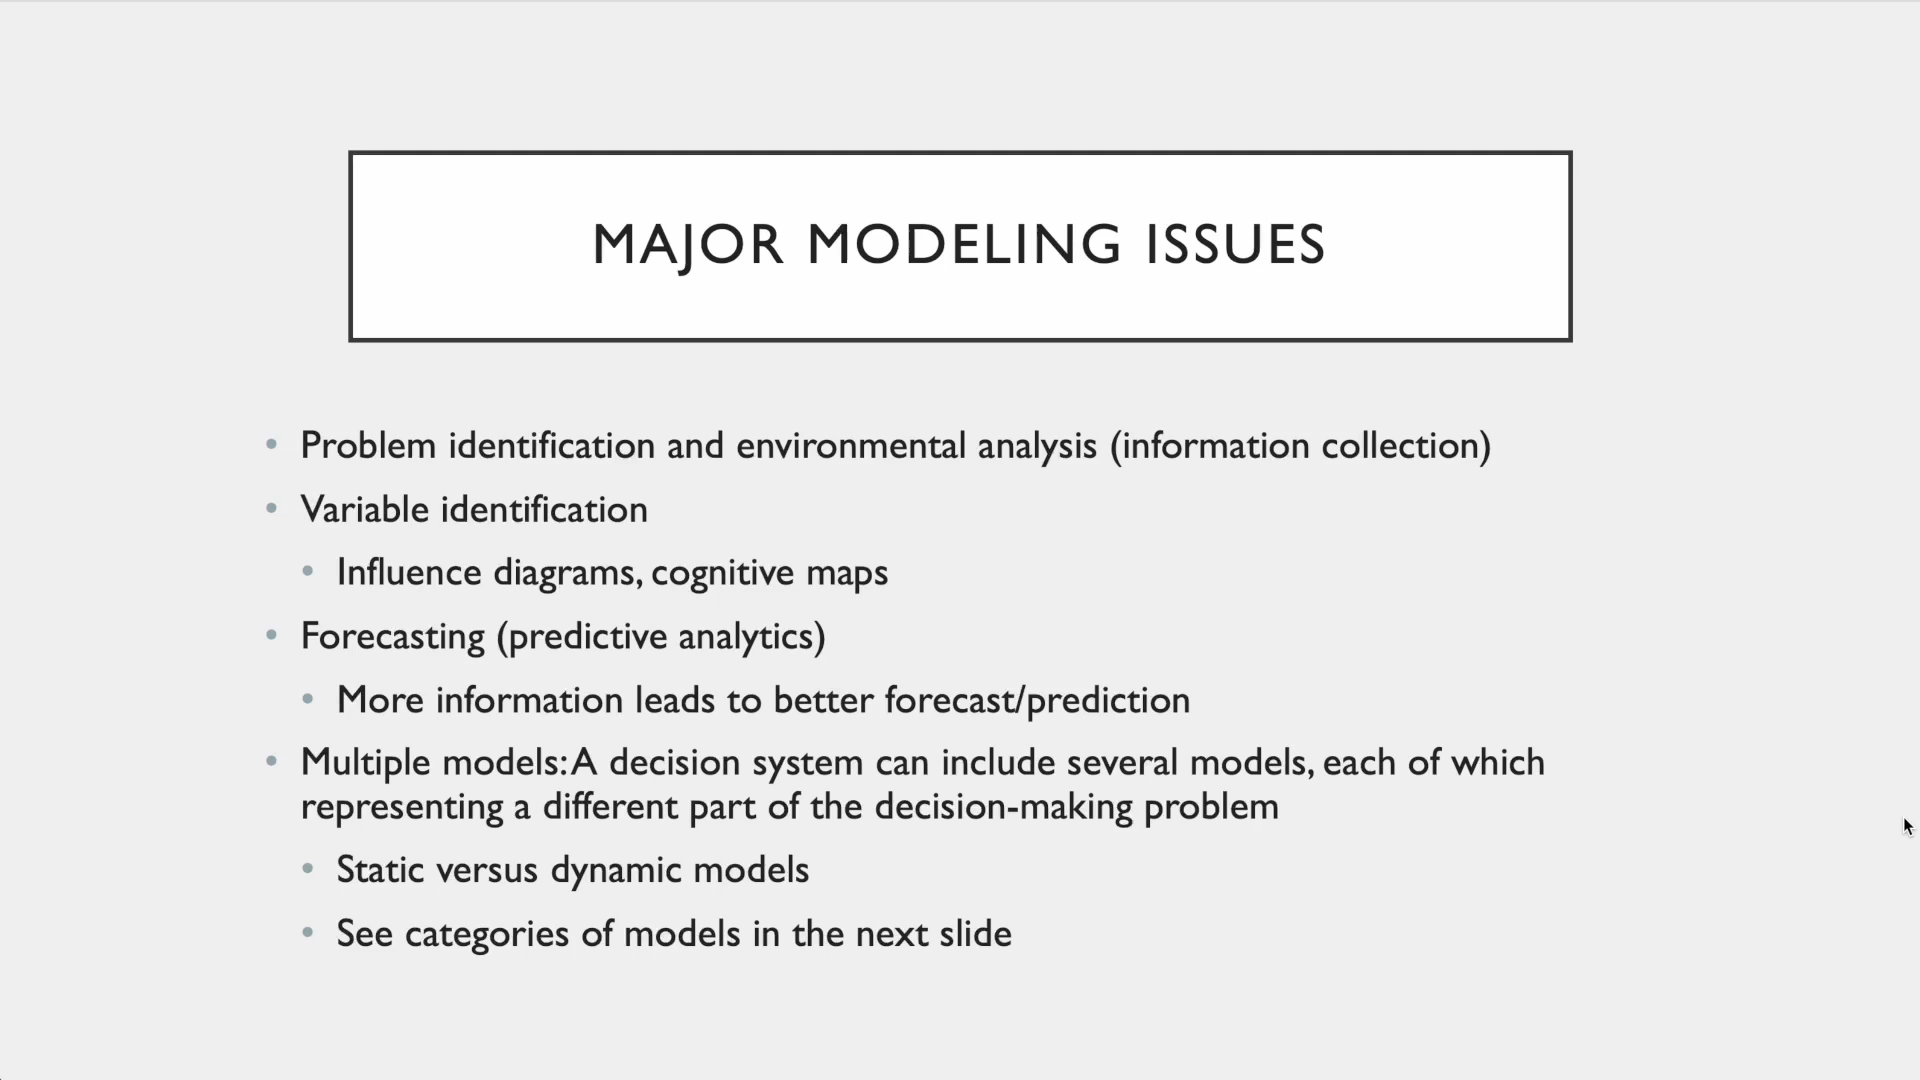 MAJOR MODELING ISSUES
• Problem identification and environmental analysis (information collection)
• Variable identification
• Influence diagrams, cognitive maps
• Forecasting (predictive analytics)
• More information leads to better forecast/prediction
• Multiple models: A decision system can include several models, each of which
representing a different part of the decision-making problem
• Static versus dynamic models
• See categories of models in the next slide